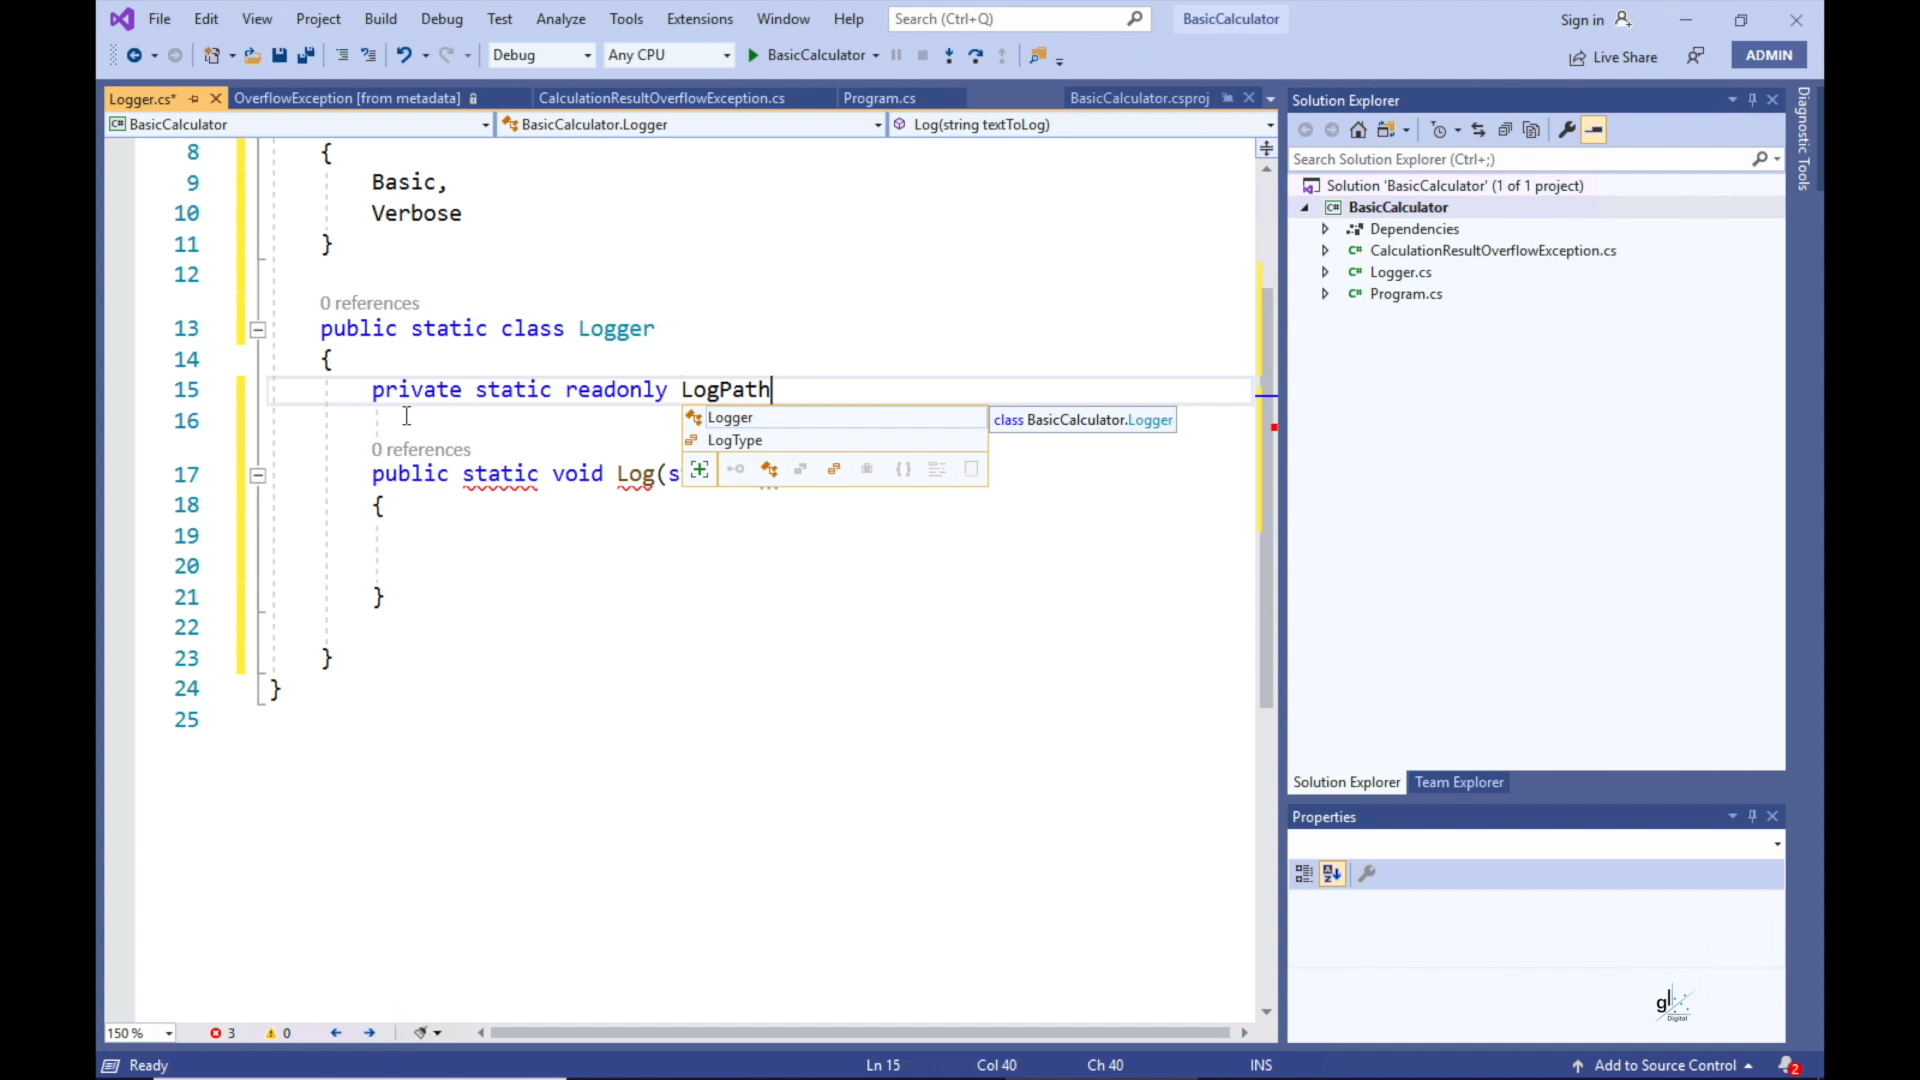 File Edit View Project Build Debug Test Analyze Tools Extensions Window Help Search (Ctrl+Q) BasicCalculator Sign in
Debug Any CPU BasicCalculator Live Share ADMIN
Logger.cs* OverflowException [from metadata] CalculationResultOverflowException.cs Program.cs BasicCalculator.csproj
BasicCalculator BasicCalculator.Logger Log(string textToLog)
8 {
9 Basic,
10 Verbose
11 }
12
0 references
13 public static class Logger
14 {
15 private static readonly LogPath
16
Logger class BasicCalculator.Logger
LogType
0 references
17 public static void Log(s
18 {
19
20
21 }
22
23 }
24 }
25
150 % 3 0
Ready Ln 15 Col 40 Ch 40 INS Add to Source Control 2
Solution Explorer
Search Solution Explorer (Ctrl+;)
Solution 'BasicCalculator' (1 of 1 project)
C# BasicCalculator
Dependencies
C# CalculationResultOverflowException.cs
C# Logger.cs
C# Program.cs
Solution Explorer Team Explorer
Properties
Diagnostic Tools
gl
Digital